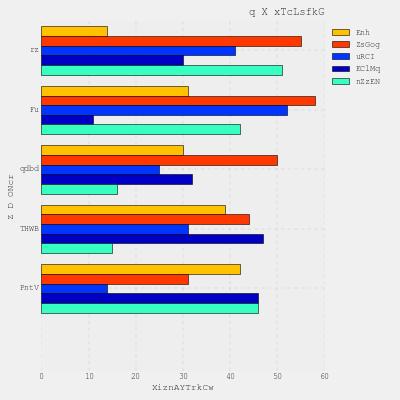 q X xTcLsfkG
Enh
ZsGog
uRCI
EClMq
nZzEN
rz
Fu
qdbd
THWB
PntV
Z D ONcr
0 10 20 30 40 50 60
XiznAYTrkCw